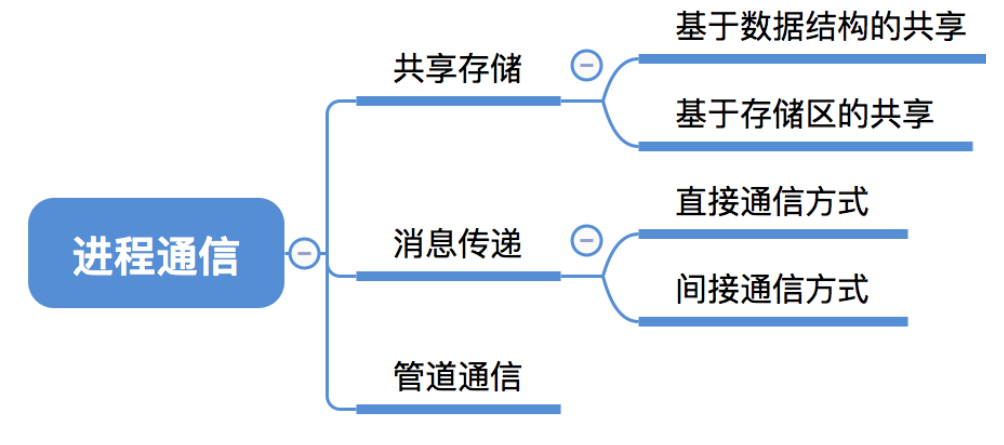 基于数据结构的共享
共享存储
基于存储区的共享
直接通信方式
进程通信
消息传递
间接通信方式
管道通信